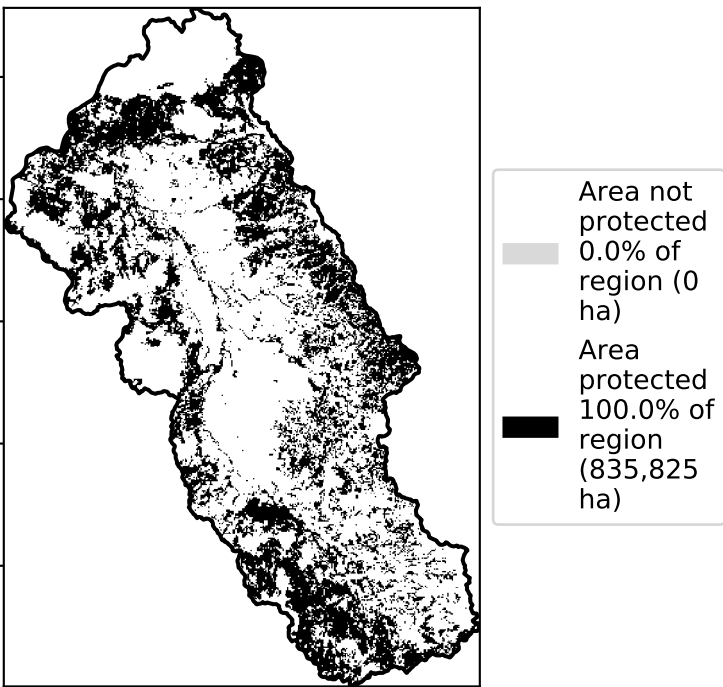 Area not
protected
0.0% of
region (0
ha)
Area
protected
100.0% of
region
(835,825
ha)